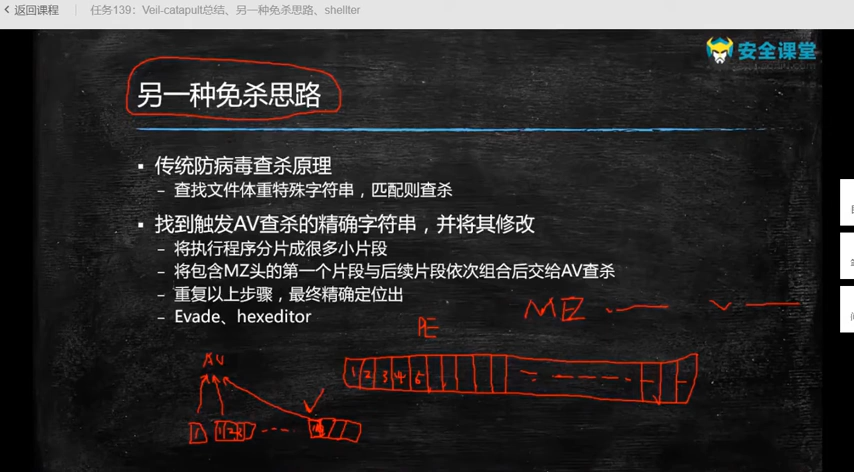 返回课程
任务139：Veil-catapult总结、另一种免杀思路、shellter
安全课堂
另一种免杀思路
传统防病毒查杀原理
– 查找文件体重特殊字符串，匹配则查杀
找到触发AV查杀的精确字符串，并将其修改
– 将执行程序分片成很多小片段
– 将包含MZ头的第一个片段与后续片段依次组合后交给AV查杀
– 重复以上步骤，最终精确定位出
– Evade、hexeditor
MZ
PE
AV
1 2 3 4 5
1
1 2 3